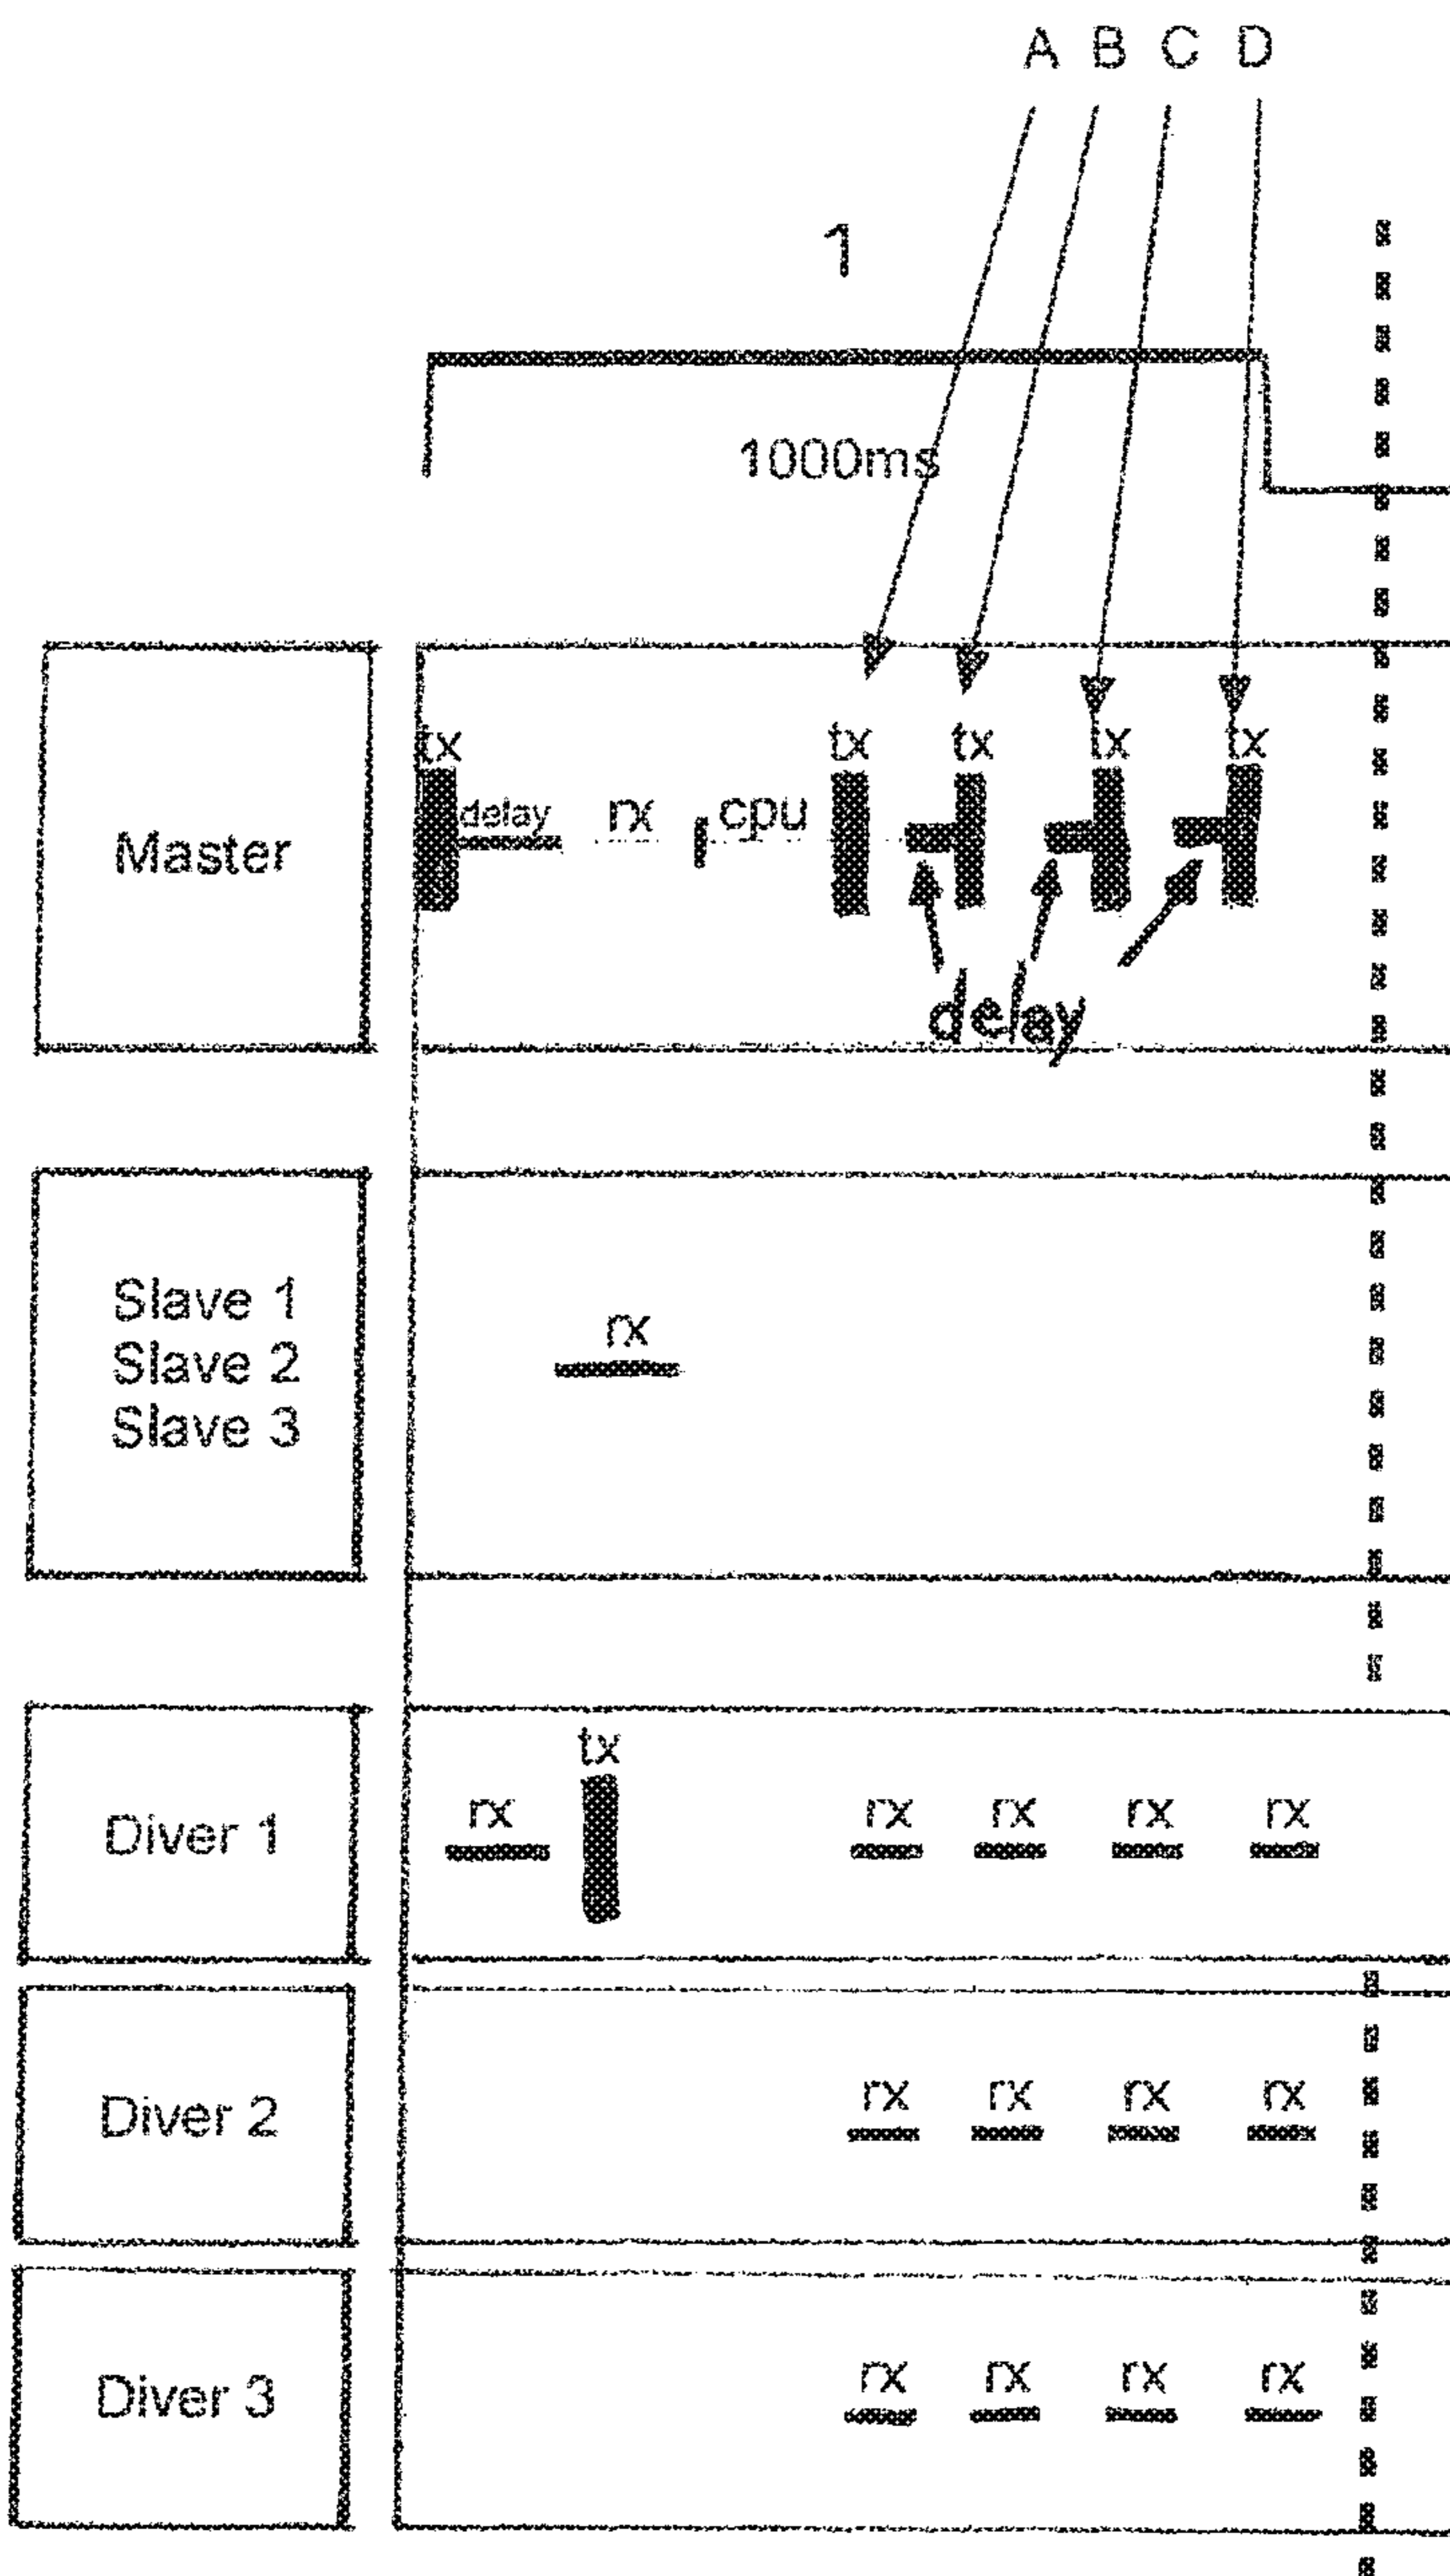 A B C D
1
1000ms
tx tx tx tx tx
delay rx cpu
Master
delay
Slave 1
Slave 2
Slave 3
rx
tx
Diver 1
rx rx rx rx rx
Diver 2
rx rx rx rx
Diver 3
rx rx rx rx